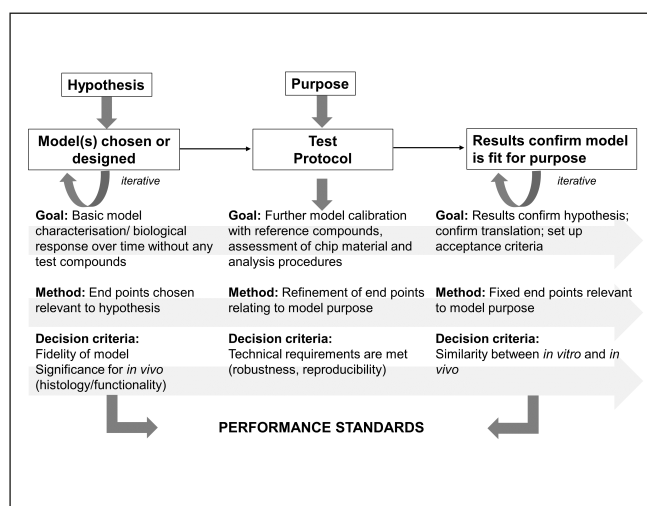 Hypothesis
Purpose
Model(s) chosen or
designed
Test
Protocol
Results confirm model
is fit for purpose
iterative
iterative
Goal: Basic model
characterisation/ biological
response over time without any
test compounds
Goal: Further model calibration
with reference compounds,
assessment of chip material and
analysis procedures
Goal: Results confirm hypothesis;
confirm translation; set up
acceptance criteria
Method: End points chosen
relevant to hypothesis
Method: Refinement of end points
relating to model purpose
Method: Fixed end points relevant
to model purpose
Decision criteria:
Fidelity of model
Significance for in vivo
(histology/functionality)
Decision criteria:
Technical requirements are met
(robustness, reproducibility)
Decision criteria:
Similarity between in vitro and in
vivo
PERFORMANCE STANDARDS